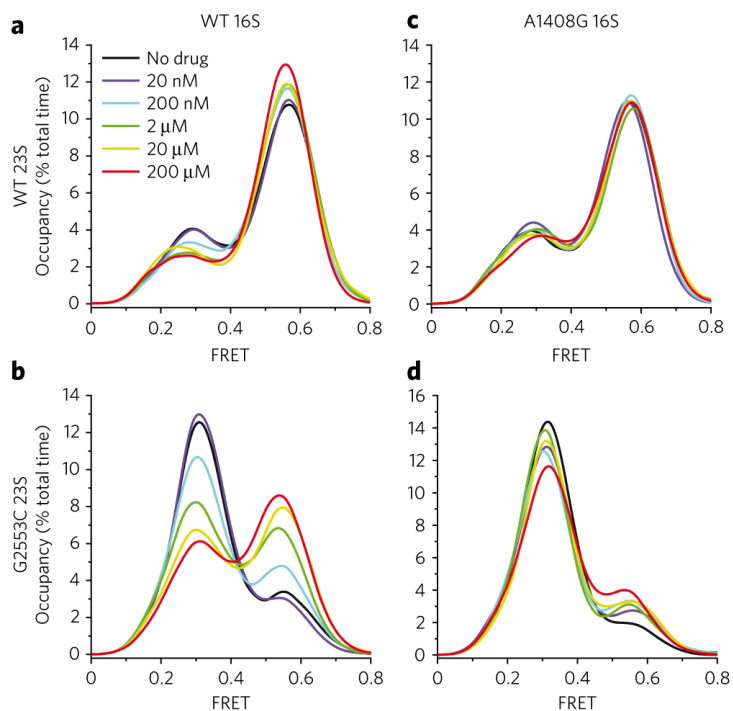 a
WT 16S
c
A1408G 16S
WT 23S
Occupancy (% total time)
14
12
10
8
6
4
2
0
No drug
20 nM
200 nM
2 μM
20 μM
200 μM
0
0.2
0.4
0.6
0.8
FRET
14
12
10
8
6
4
2
0
0
0.2
0.4
0.6
0.8
FRET
b
d
G2553C 23S
Occupancy (% total time)
14
12
10
8
6
4
2
0
0
0.2
0.4
0.6
0.8
FRET
16
14
12
10
8
6
4
2
0
0
0.2
0.4
0.6
0.8
FRET